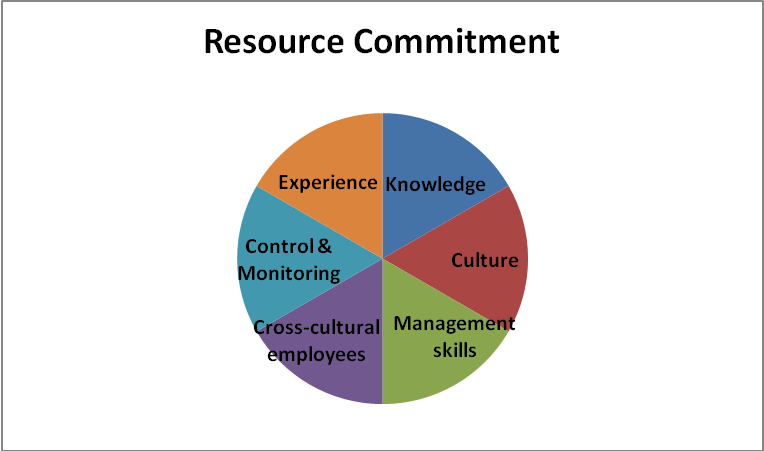 Resource Commitment
Experience
Knowledge
Control &
Monitoring
Culture
Cross-cultural
employees
Management
skills